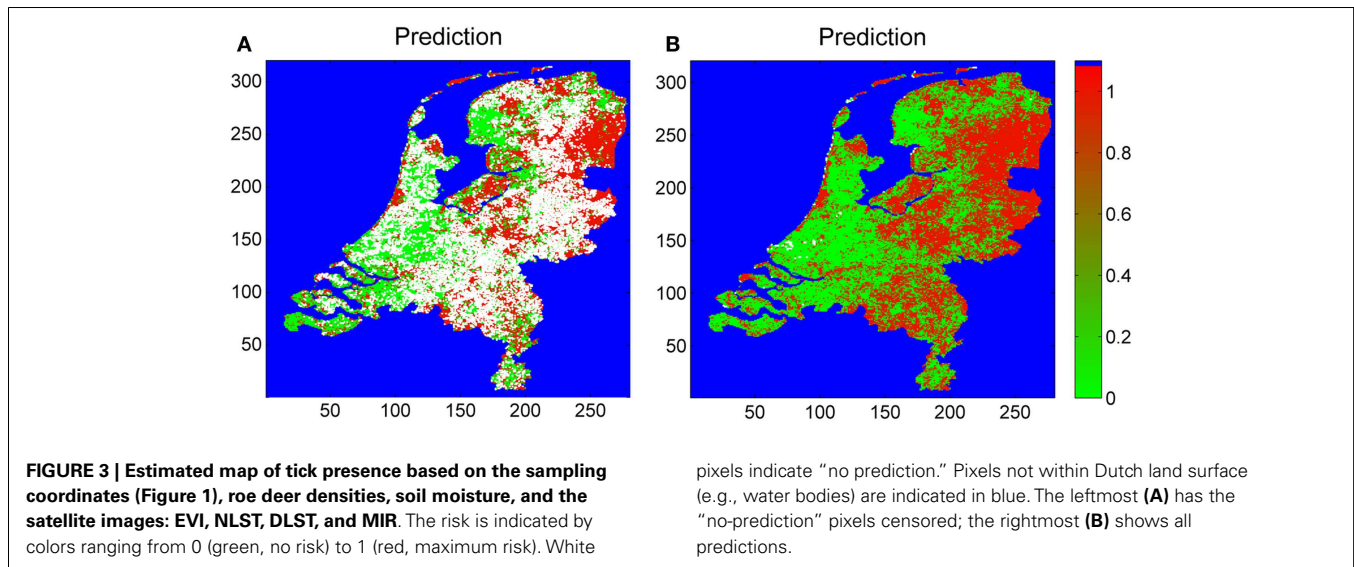 A
Prediction
300
250
200
150
100
50
50 100 150 200 250
B
Prediction
300
250
200
150
100
50
50 100 150 200 250
1
0.8
0.6
0.4
0.2
0
FIGURE 3 | Estimated map of tick presence based on the sampling
coordinates (Figure 1), roe deer densities, soil moisture, and the
satellite images: EVI, NLST, DLST, and MIR. The risk is indicated by
colors ranging from 0 (green, no risk) to 1 (red, maximum risk). White
pixels indicate “no prediction.” Pixels not within Dutch land surface
(e.g., water bodies) are indicated in blue. The leftmost (A) has the
“no-prediction” pixels censored; the rightmost (B) shows all
predictions.